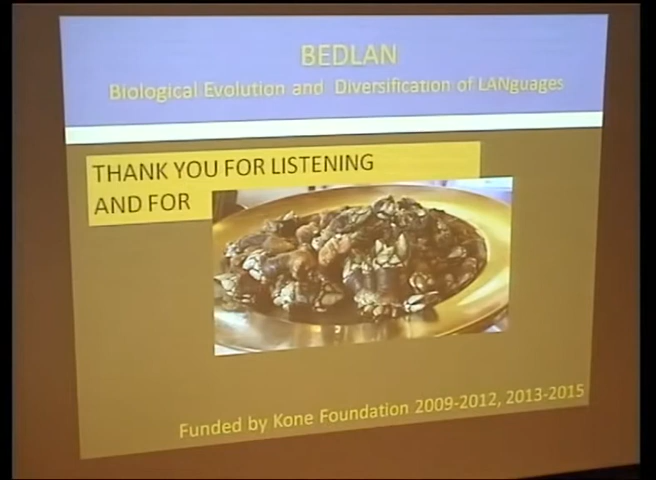 BEDLAN
Biological Evolution and Diversification of LANguages
THANK YOU FOR LISTENING
AND FOR
Funded by Kone Foundation 2009-2012, 2013-2015